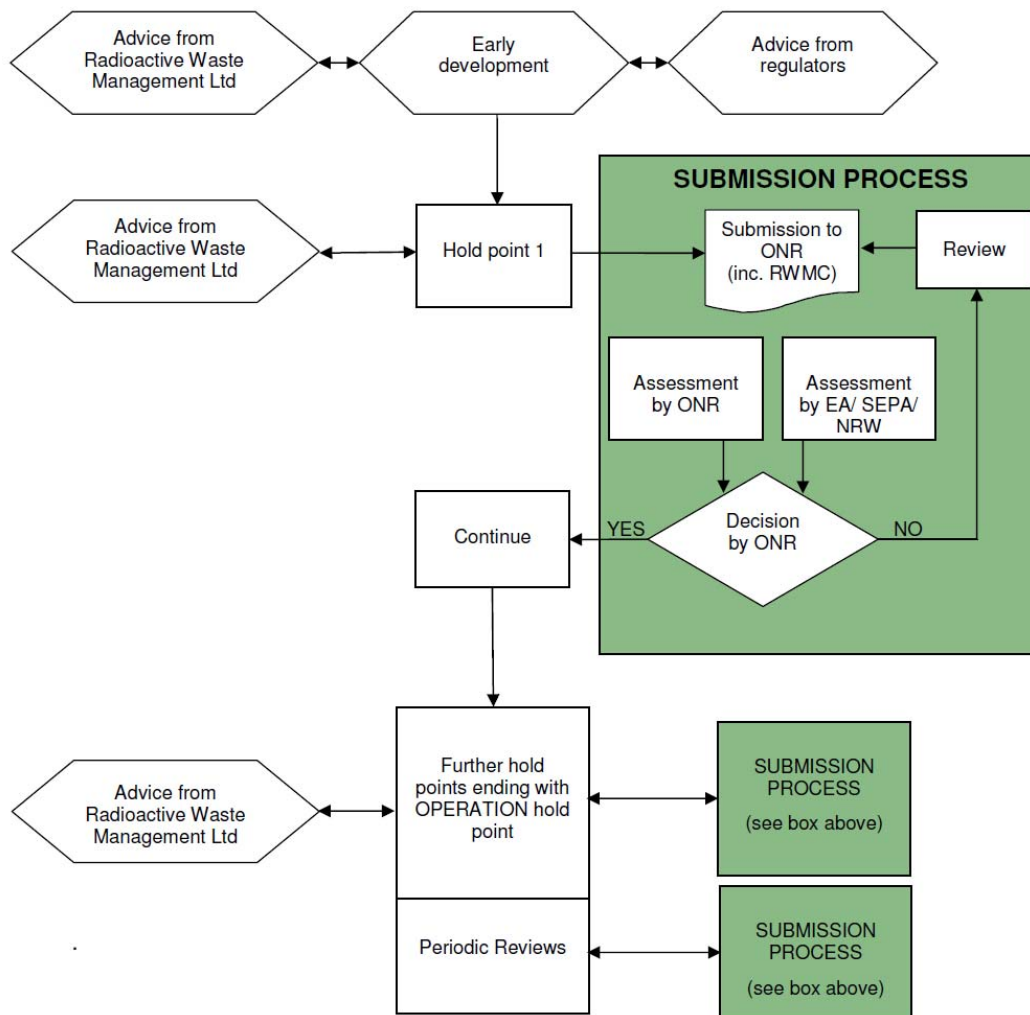 Advice from
Radioactive Waste
Management Ltd
Early
development
Advice from
regulators
SUBMISSION PROCESS
Advice from
Radioactive Waste
Management Ltd
Hold point 1
Submission to
ONR
(inc. RWMC)
Review
Assessment
by ONR
Assessment
by EA/ SEPA/
NRW
Continue
YES
Decision
by ONR
NO
Advice from
Radioactive Waste
Management Ltd
Further hold
points ending with
OPERATION hold
point
SUBMISSION
PROCESS
(see box above)
.
Periodic Reviews
SUBMISSION
PROCESS
(see box above)